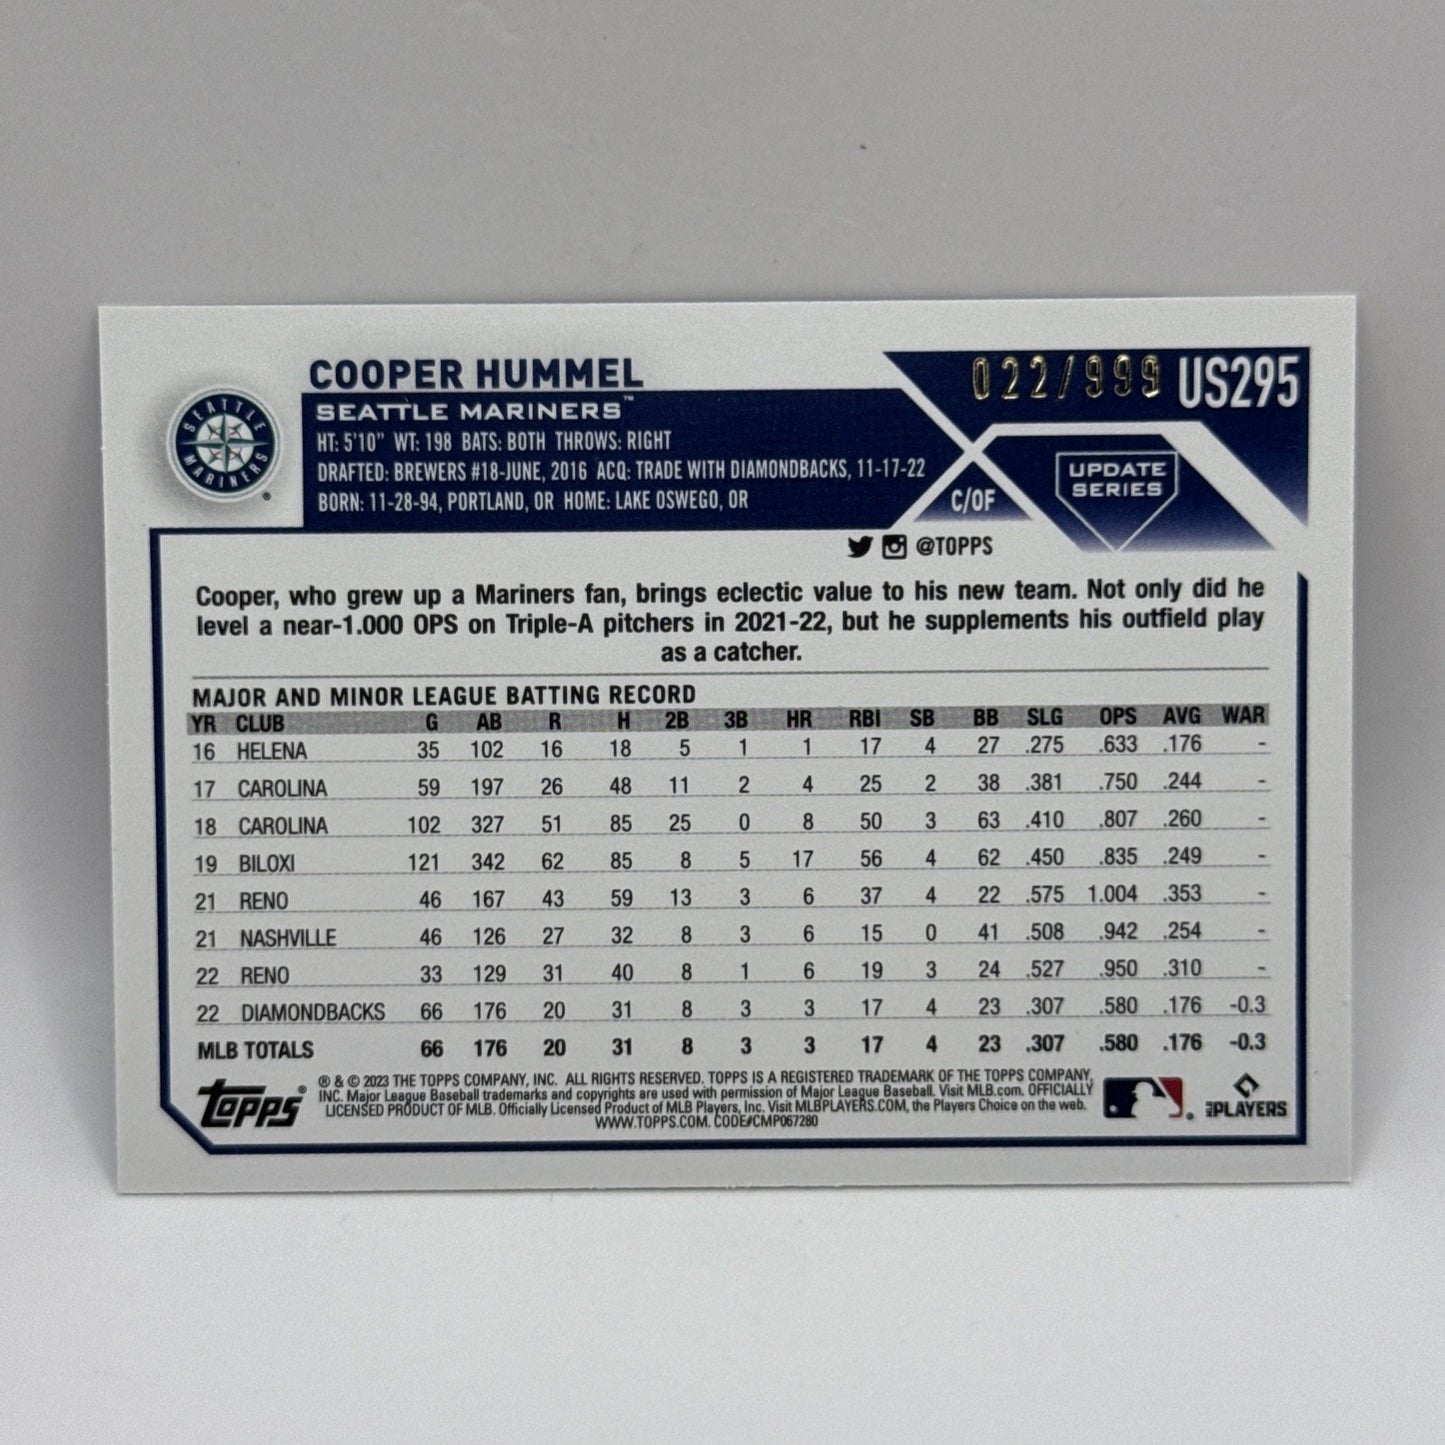 COOPER HUMMEL
022/999 US295
SEATTLE MARINERS™
SEATTLE MARINERS ®
HT: 5'10" WT: 198 BATS: BOTH THROWS: RIGHT
DRAFTED: BREWERS #18-JUNE, 2016 ACQ: TRADE WITH DIAMONDBACKS, 11-17-22
BORN: 11-28-94, PORTLAND, OR HOME: LAKE OSWEGO, OR
C/OF
UPDATE
SERIES
@TOPPS
Cooper, who grew up a Mariners fan, brings eclectic value to his new team. Not only did he
level a near-1.000 OPS on Triple-A pitchers in 2021-22, but he supplements his outfield play
as a catcher.
MAJOR AND MINOR LEAGUE BATTING RECORD
YR CLUB G AB R H 2B 3B HR RBI SB BB SLG OPS AVG WAR
16 HELENA 35 102 16 18 5 1 1 17 4 27 .275 .633 .176 -
17 CAROLINA 59 197 26 48 11 2 4 25 2 38 .381 .750 .244 -
18 CAROLINA 102 327 51 85 25 0 8 50 3 63 .410 .807 .260 -
19 BILOXI 121 342 62 85 8 5 17 56 4 62 .450 .835 .249 -
21 RENO 46 167 43 59 13 3 6 37 4 22 .575 1.004 .353 -
21 NASHVILLE 46 126 27 32 8 3 6 15 0 41 .508 .942 .254 -
22 RENO 33 129 31 40 8 1 6 19 3 24 .527 .950 .310 -
22 DIAMONDBACKS 66 176 20 31 8 3 3 17 4 23 .307 .580 .176 -0.3
MLB TOTALS 66 176 20 31 8 3 3 17 4 23 .307 .580 .176 -0.3
Topps ®
® & © 2023 THE TOPPS COMPANY, INC. ALL RIGHTS RESERVED. TOPPS IS A REGISTERED TRADEMARK OF THE TOPPS COMPANY,
INC. Major League Baseball trademarks and copyrights are used with permission of Major League Baseball. Visit MLB.com. OFFICIALLY
LICENSED PRODUCT OF MLB. Officially Licensed Product of MLB Players, Inc. Visit MLBPLAYERS.COM, the Players Choice on the web.
WWW.TOPPS.COM. CODE#CMP067280
MLB PLAYERS